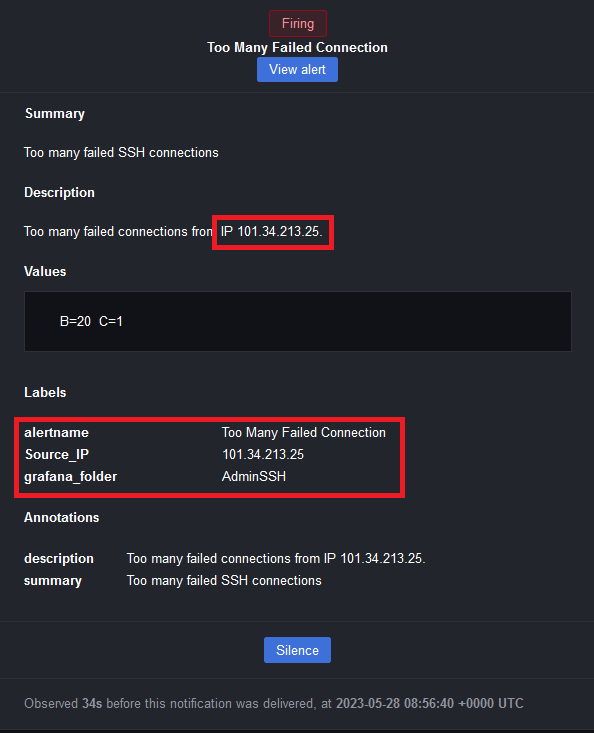 Firing
Too Many Failed Connection
View alert
Summary
Too many failed SSH connections
Description
Too many failed connections from IP 101.34.213.25.
Values
B=20 C=1
Labels
alertname Too Many Failed Connection
Source_IP 101.34.213.25
grafana_folder AdminSSH
Annotations
description Too many failed connections from IP 101.34.213.25.
summary Too many failed SSH connections
Silence
Observed 34s before this notification was delivered, at 2023-05-28 08:56:40 +0000 UTC